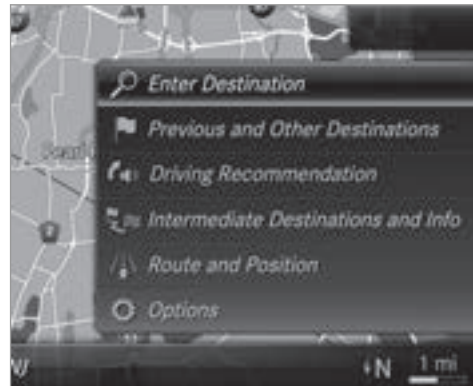 Enter Destination
Previous and Other Destinations
Driving Recommendation
Intermediate Destinations and Info
Route and Position
Options
N 1 mi